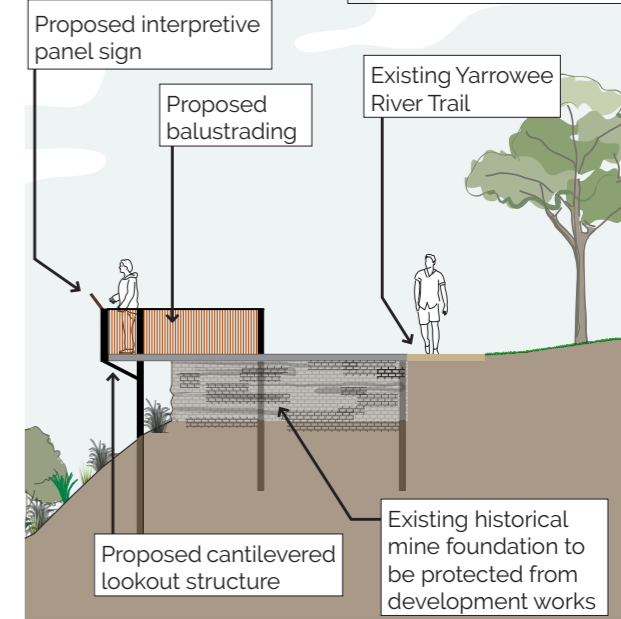 Proposed interpretive
panel sign
Proposed
balustrading
Existing Yarrowee
River Trail
Proposed cantilevered
lookout structure
Existing historical
mine foundation to
be protected from
development works